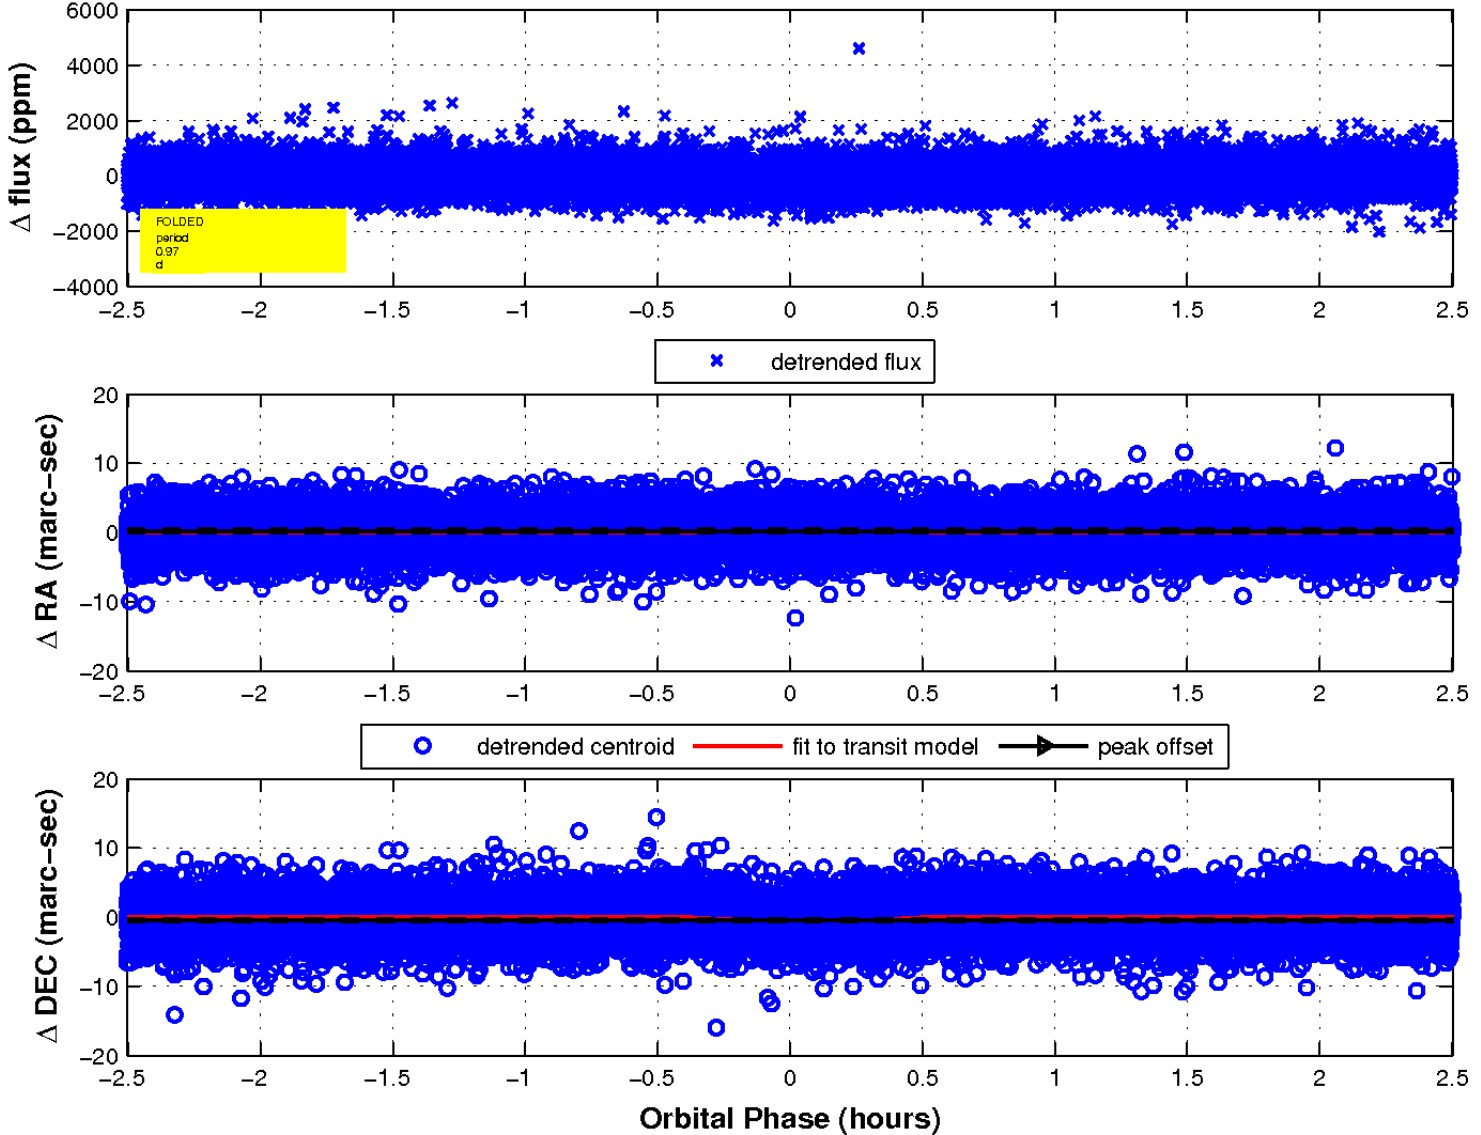 6000
4000
2000
0
−2000
−4000
Δ flux (ppm)
FOLDED
period
0.97
d
−2.5 −2 −1.5 −1 −0.5 0 0.5 1 1.5 2 2.5
detrended flux
20
10
0
−10
−20
Δ RA (marc−sec)
−2.5 −2 −1.5 −1 −0.5 0 0.5 1 1.5 2 2.5
detrended centroid fit to transit model peak offset
20
10
0
−10
−20
Δ DEC (marc−sec)
−2.5 −2 −1.5 −1 −0.5 0 0.5 1 1.5 2 2.5
Orbital Phase (hours)